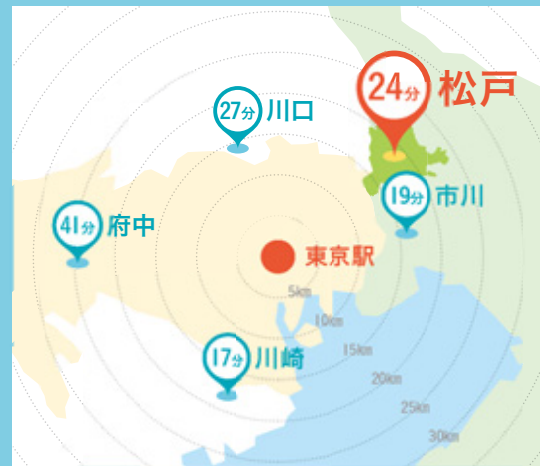 24分 松戸
27分 川口
19分 市川
41分 府中
東京駅
5km
10km
15km
17分 川崎
20km
25km
30km